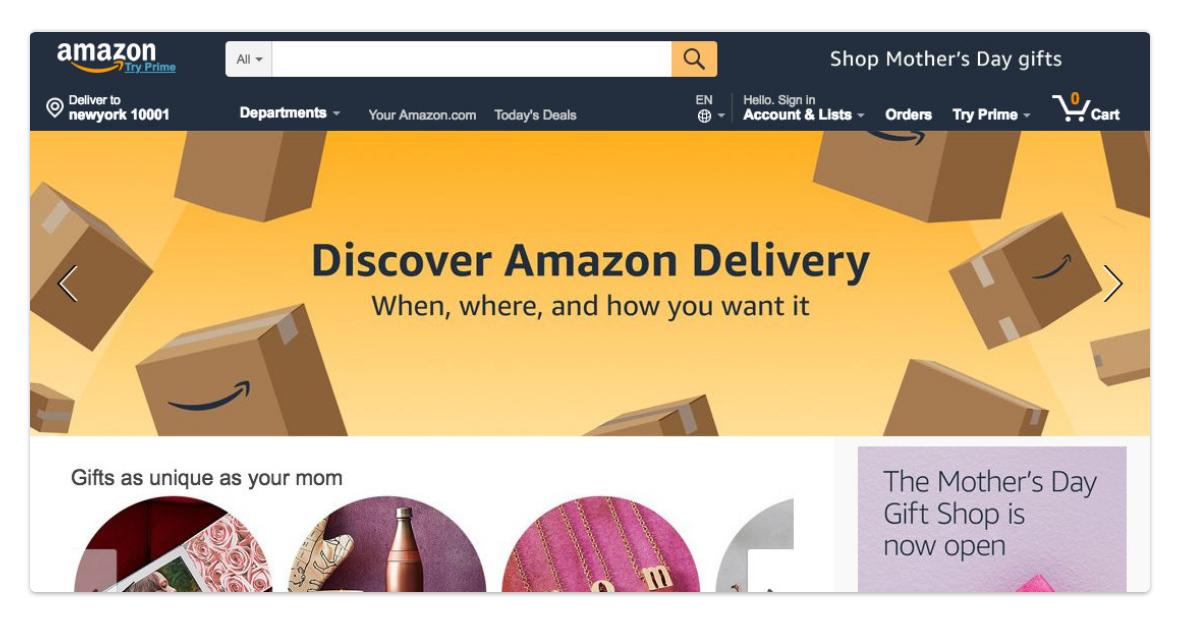 amazon
Try Prime
All
Shop Mother's Day gifts
Deliver to
newyork 10001
Departments
Your Amazon.com
Today's Deals
EN
Hello. Sign in
Account & Lists
Orders
Try Prime
0
Cart
Discover Amazon Delivery
When, where, and how you want it
Gifts as unique as your mom
The Mother's Day
Gift Shop is
now open
o m